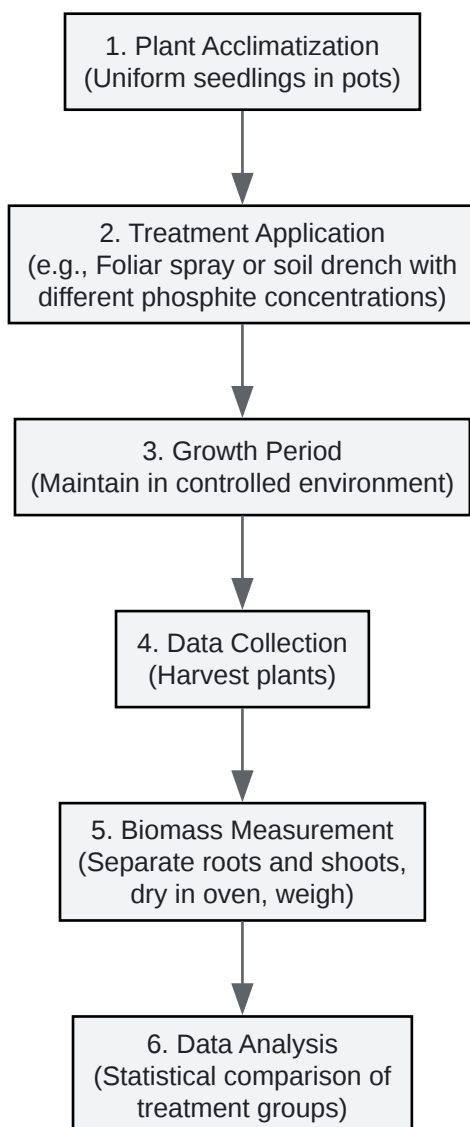 1. Plant Acclimatization
(Uniform seedlings in pots)
2. Treatment Application
(e.g., Foliar spray or soil drench with
different phosphite concentrations)
3. Growth Period
(Maintain in controlled environment)
4. Data Collection
(Harvest plants)
5. Biomass Measurement
(Separate roots and shoots,
dry in oven, weigh)
6. Data Analysis
(Statistical comparison of
treatment groups)